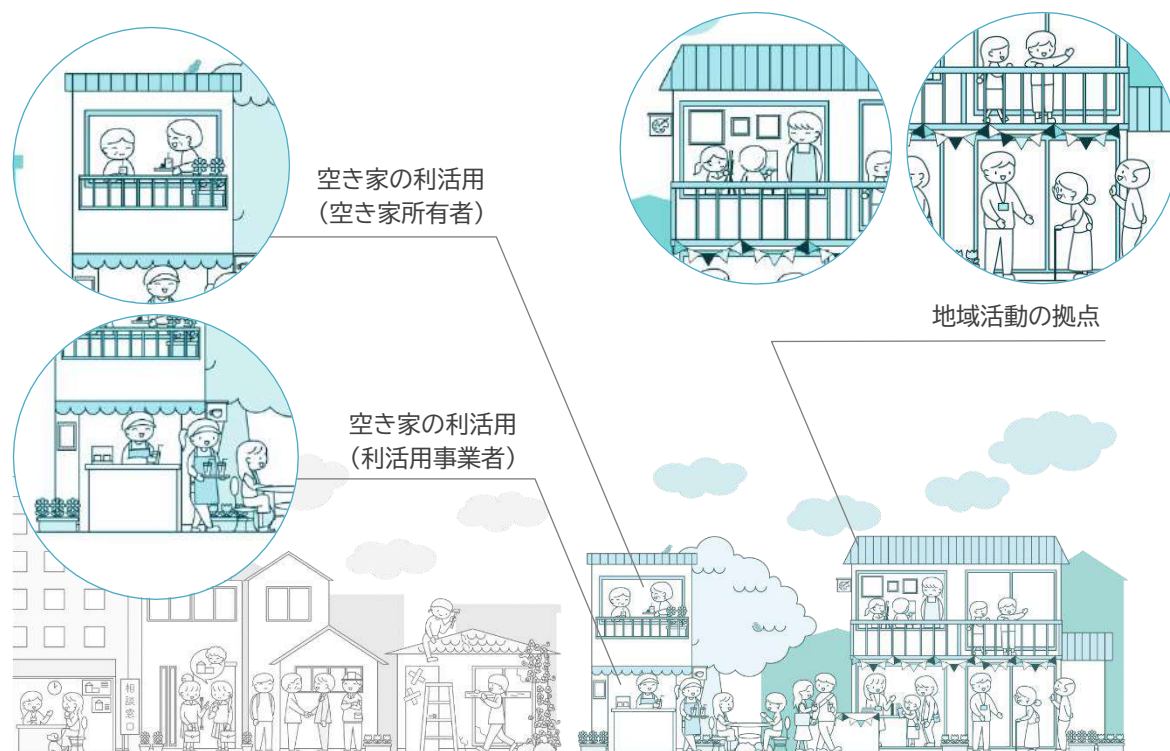 空き家の利活用
（空き家所有者）
地域活動の拠点
空き家の利活用
（利活用事業者）
相談窓口